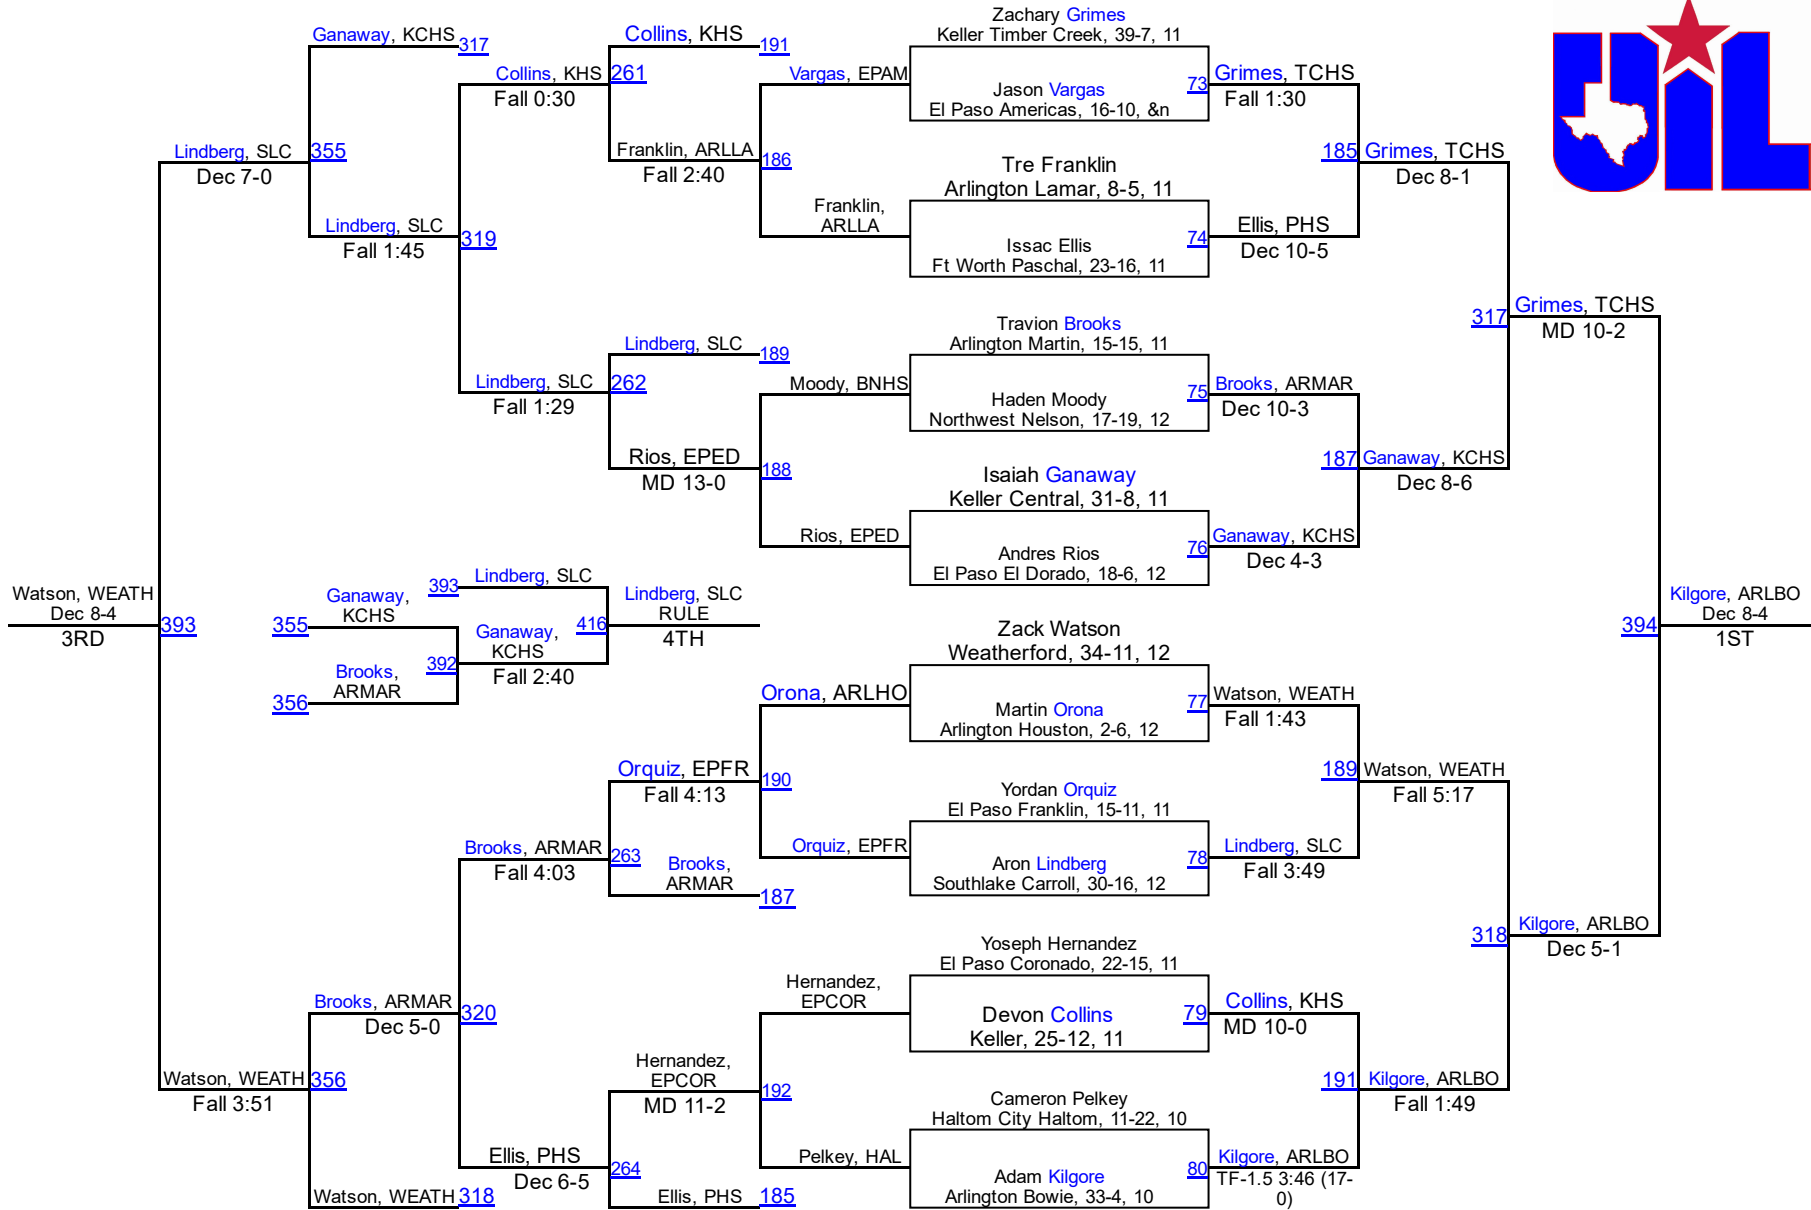 Zachary Grimes
Keller Timber Creek, 39-7, 11
Ganaway, KCHS
317
Collins, KHS
191
Collins, KHS
261
Fall 0:30
Vargas, EPAM
Jason Vargas
El Paso Americas, 16-10, &n
73
Grimes, TCHS
Fall 1:30
Lindberg, SLC
355
Dec 7-0
Franklin, ARLLA
186
Fall 2:40
Tre Franklin
Arlington Lamar, 8-5, 11
185
Grimes, TCHS
Dec 8-1
Lindberg, SLC
319
Fall 1:45
Franklin,
ARLLA
Issac Ellis
Ft Worth Paschal, 23-16, 11
74
Ellis, PHS
Dec 10-5
317
Grimes, TCHS
MD 10-2
Travion Brooks
Arlington Martin, 15-15, 11
Lindberg, SLC
189
Lindberg, SLC
262
Fall 1:29
Moody, BNHS
Haden Moody
Northwest Nelson, 17-19, 12
75
Brooks, ARMAR
Dec 10-3
Rios, EPED
188
MD 13-0
Isaiah Ganaway
Keller Central, 31-8, 11
187
Ganaway, KCHS
Dec 8-6
Rios, EPED
Andres Rios
El Paso El Dorado, 18-6, 12
76
Ganaway, KCHS
Dec 4-3
Watson, WEATH
Dec 8-4
3RD
393
355
Ganaway,
KCHS
356
Brooks,
ARMAR
393
Lindberg, SLC
392
Ganaway,
KCHS
Fall 2:40
416
Lindberg, SLC
RULE
4TH
Zack Watson
Weatherford, 34-11, 12
394
Kilgore, ARLBO
Dec 8-4
1ST
Orona, ARLHO
Martin Orona
Arlington Houston, 2-6, 12
77
Watson, WEATH
Fall 1:43
Orquiz, EPFR
190
Fall 4:13
Yordan Orquiz
El Paso Franklin, 15-11, 11
189
Watson, WEATH
Fall 5:17
Brooks, ARMAR
263
Fall 4:03
Brooks,
ARMAR
187
Orquiz, EPFR
Aron Lindberg
Southlake Carroll, 30-16, 12
78
Lindberg, SLC
Fall 3:49
318
Kilgore, ARLBO
Dec 5-1
Yoseph Hernandez
El Paso Coronado, 22-15, 11
Brooks, ARMAR
320
Dec 5-0
Hernandez,
EPCOR
Devon Collins
Keller, 25-12, 11
79
Collins, KHS
MD 10-0
Watson, WEATH
356
Fall 3:51
Hernandez,
EPCOR
192
MD 11-2
Cameron Pelkey
Haltom City Haltom, 11-22, 10
191
Kilgore, ARLBO
Fall 1:49
Ellis, PHS
264
Dec 6-5
Pelkey, HAL
Adam Kilgore
Arlington Bowie, 33-4, 10
80
Kilgore, ARLBO
TF-1.5 3:46 (17-
0)
Watson, WEATH
318
Ellis, PHS
185
UIL